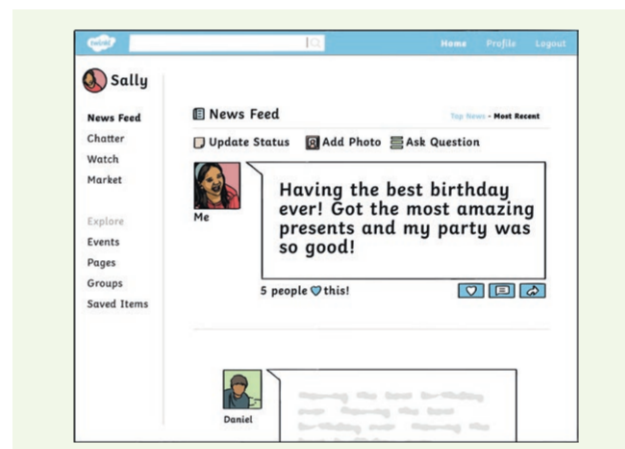 twinkl
Home Profile Logout
Sally
News Feed
Chatter
Watch
Market
Explore
Events
Pages
Groups
Saved Items
News Feed
Top News - Most Recent
Update Status Add Photo Ask Question
Me
Having the best birthday
ever! Got the most amazing
presents and my party was
so good!
5 people this!
Daniel